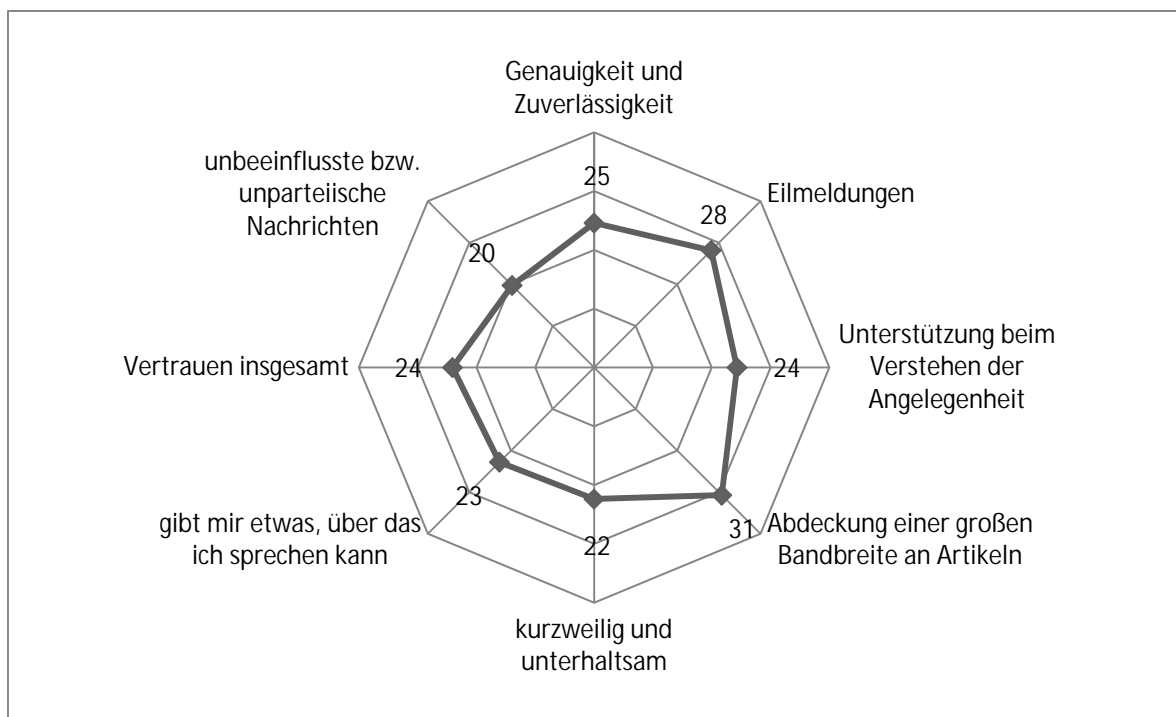 Genauigkeit und
Zuverlässigkeit
unbeeinflusste bzw.
unparteiische
Nachrichten
25
Eilmeldungen
28
20
Unterstützung beim
Verstehen der
Angelegenheit
Vertrauen insgesamt
24
24
gibt mir etwas, über das
ich sprechen kann
23
22
31
Abdeckung einer großen
Bandbreite an Artikeln
kurzweilig und
unterhaltsam